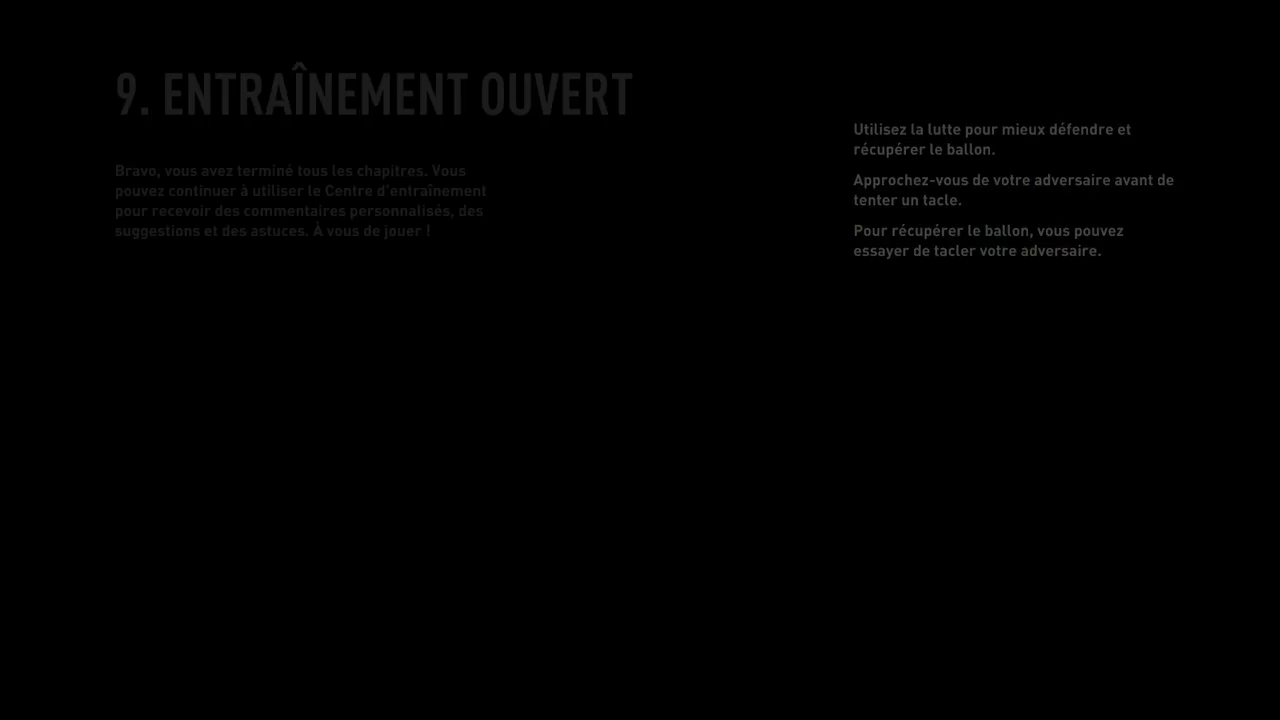 9. ENTRAÎNEMENT OUVERT
Bravo, vous avez terminé tous les chapitres. Vous
pouvez continuer à utiliser le Centre d'entraînement
pour recevoir des commentaires personnalisés, des
suggestions et des astuces. À vous de jouer !
Utilisez la lutte pour mieux défendre et
récupérer le ballon.
Approchez-vous de votre adversaire avant de
tenter un tacle.
Pour récupérer le ballon, vous pouvez
essayer de tacler votre adversaire.